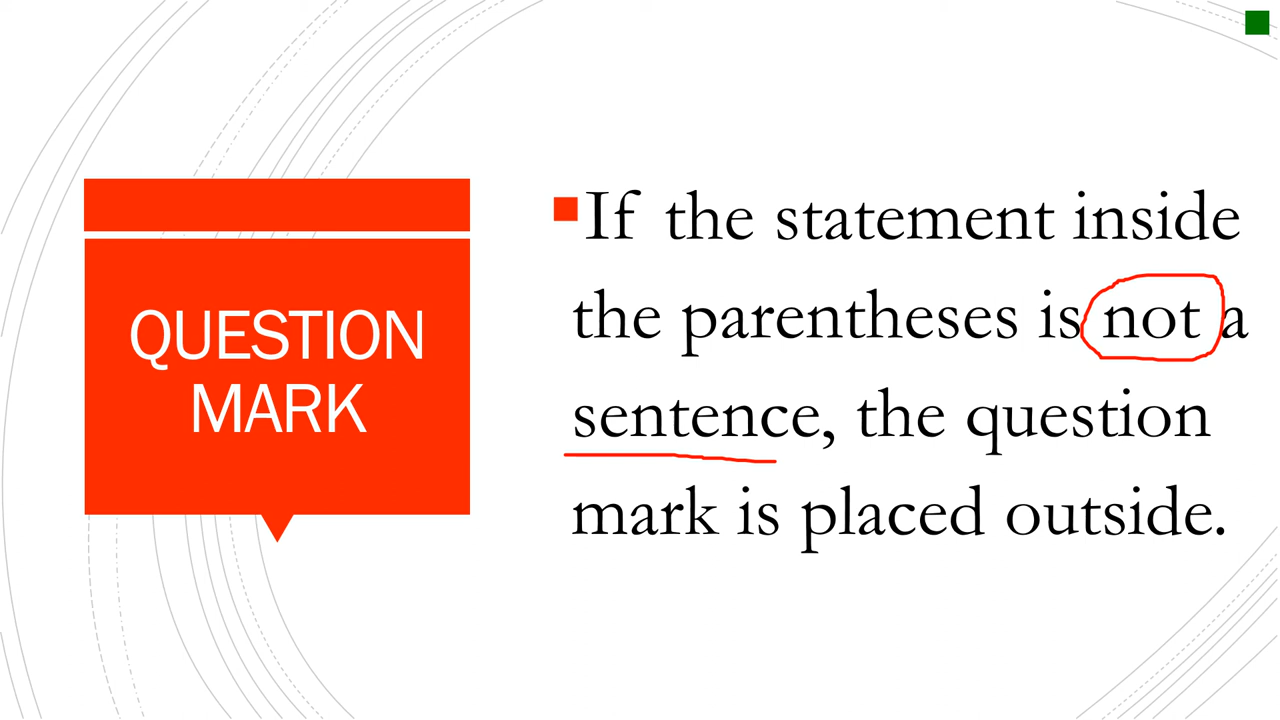 QUESTION
MARK
If the statement inside
the parentheses is not a
sentence, the question
mark is placed outside.